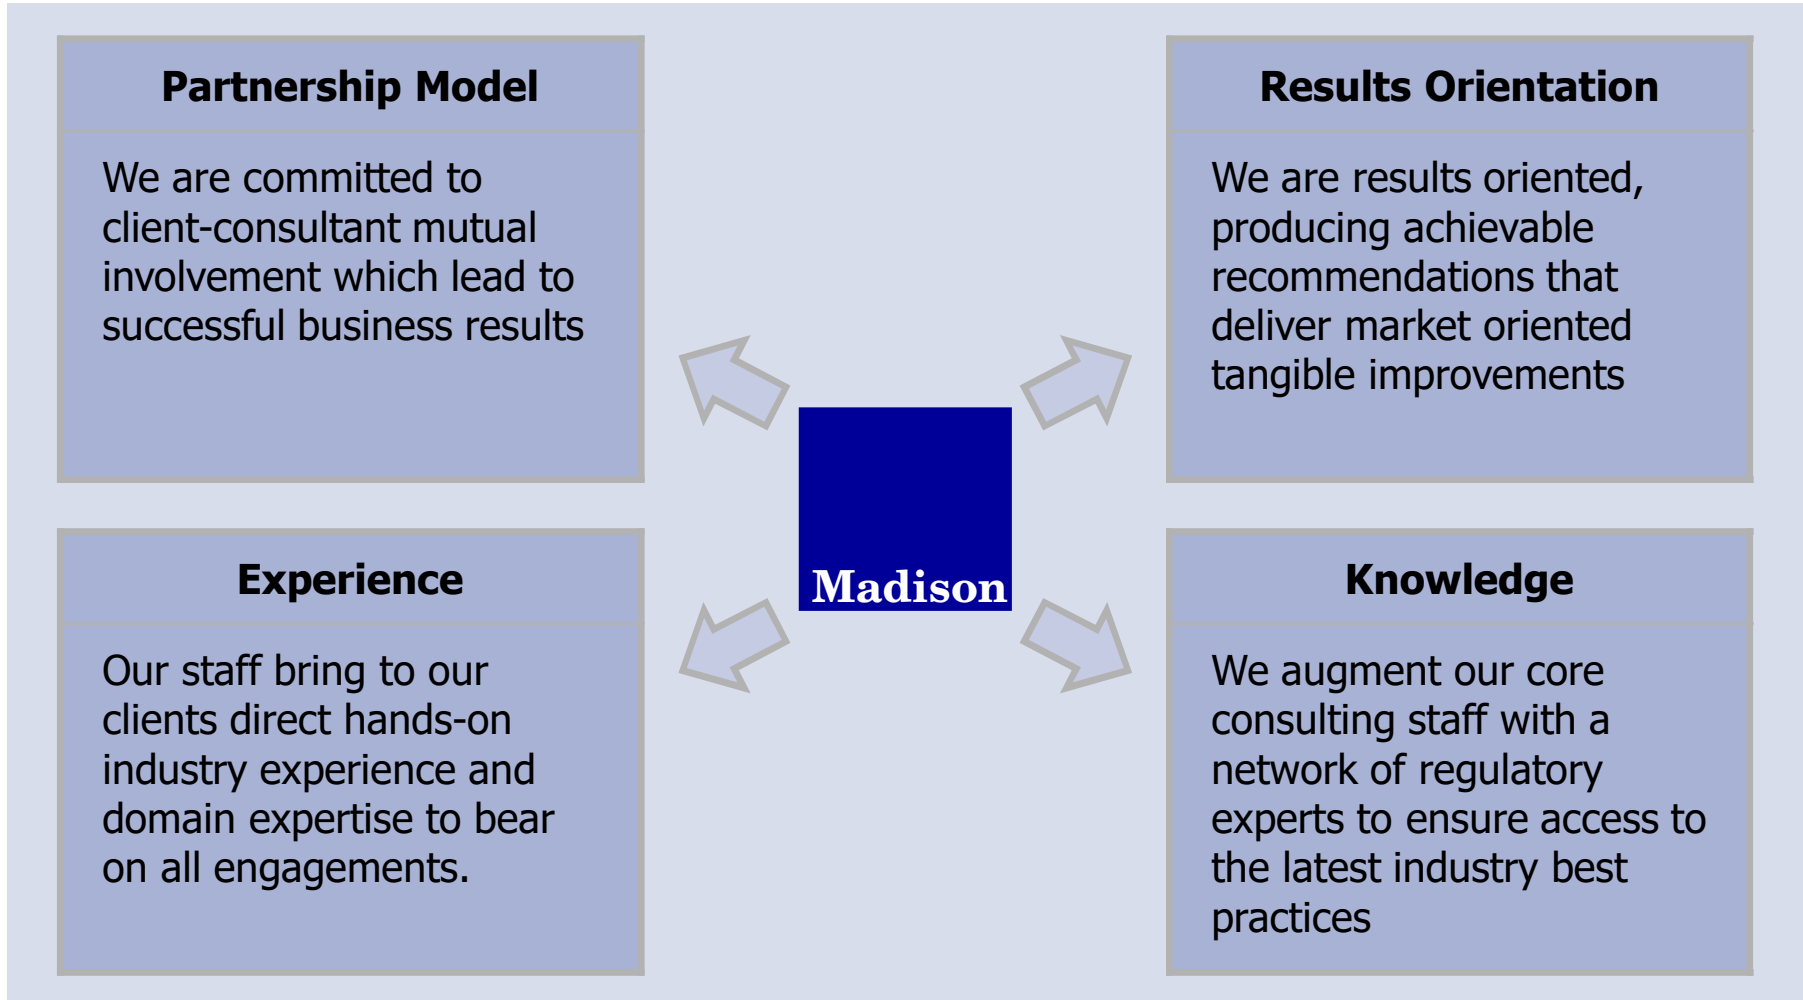 Partnership Model
We are committed to
client-consultant mutual
involvement which lead to
successful business results
Results Orientation
We are results oriented,
producing achievable
recommendations that
deliver market oriented
tangible improvements
Madison
Experience
Our staff bring to our
clients direct hands-on
industry experience and
domain expertise to bear
on all engagements.
Knowledge
We augment our core
consulting staff with a
network of regulatory
experts to ensure access to
the latest industry best
practices